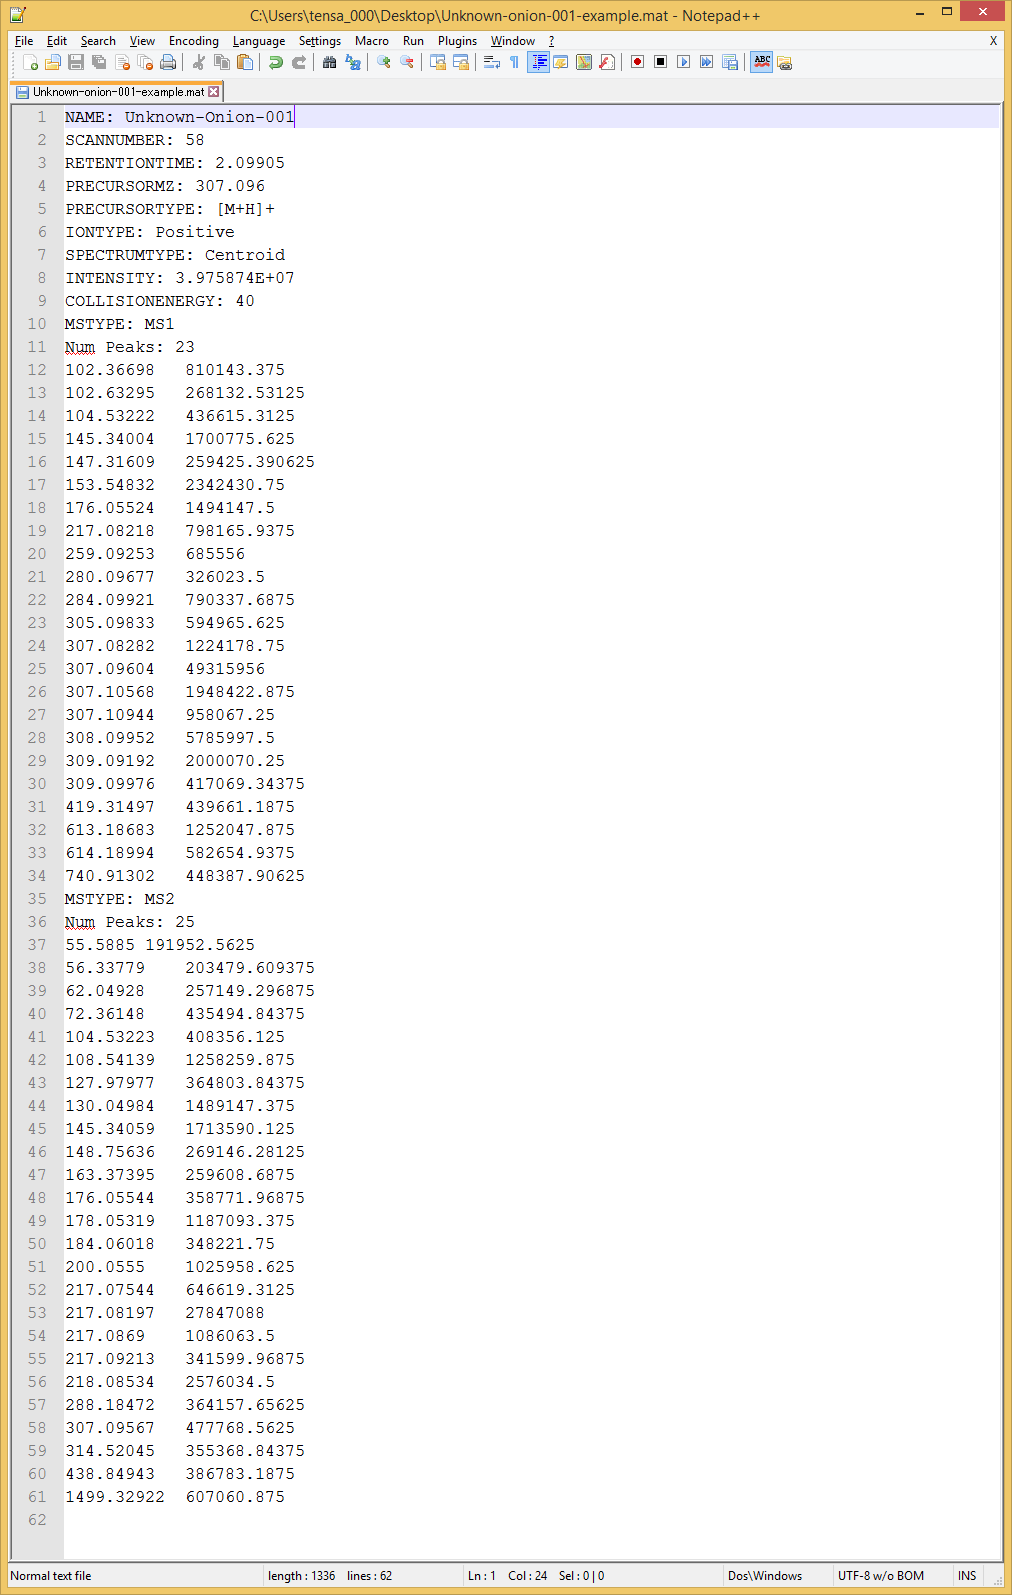 C:\Users\tensa_000\Desktop\Unknown-onion-001-example.mat - Notepad++
File Edit Search View Encoding Language Settings Macro Run Plugins Window ? X
ABC
Unknown-onion-001-example.mat
1 NAME: Unknown-Onion-001
2 SCANNUMBER: 58
3 RETENTIONTIME: 2.09905
4 PRECURSORMZ: 307.096
5 PRECURSORTYPE: [M+H]+
6 IONTYPE: Positive
7 SPECTRUMTYPE: Centroid
8 INTENSITY: 3.975874E+07
9 COLLISIONENERGY: 40
10 MSTYPE: MS1
11 Num Peaks: 23
12 102.36698 810143.375
13 102.63295 268132.53125
14 104.53222 436615.3125
15 145.34004 1700775.625
16 147.31609 259425.390625
17 153.54832 2342430.75
18 176.05524 1494147.5
19 217.08218 798165.9375
20 259.09253 685556
21 280.09677 326023.5
22 284.09921 790337.6875
23 305.09833 594965.625
24 307.08282 1224178.75
25 307.09604 49315956
26 307.10568 1948422.875
27 307.10944 958067.25
28 308.09952 5785997.5
29 309.09192 2000070.25
30 309.09976 417069.34375
31 419.31497 439661.1875
32 613.18683 1252047.875
33 614.18994 582654.9375
34 740.91302 448387.90625
35 MSTYPE: MS2
36 Num Peaks: 25
37 55.5885 191952.5625
38 56.33779 203479.609375
39 62.04928 257149.296875
40 72.36148 435494.84375
41 104.53223 408356.125
42 108.54139 1258259.875
43 127.97977 364803.84375
44 130.04984 1489147.375
45 145.34059 1713590.125
46 148.75636 269146.28125
47 163.37395 259608.6875
48 176.05544 358771.96875
49 178.05319 1187093.375
50 184.06018 348221.75
51 200.0555 1025958.625
52 217.07544 646619.3125
53 217.08197 27847088
54 217.0869 1086063.5
55 217.09213 341599.96875
56 218.08534 2576034.5
57 288.18472 364157.65625
58 307.09567 477768.5625
59 314.52045 355368.84375
60 438.84943 386783.1875
61 1499.32922 607060.875
62
Normal text file length : 1336 lines : 62 Ln : 1 Col : 24 Sel : 0 | 0 Dos\Windows UTF-8 w/o BOM INS